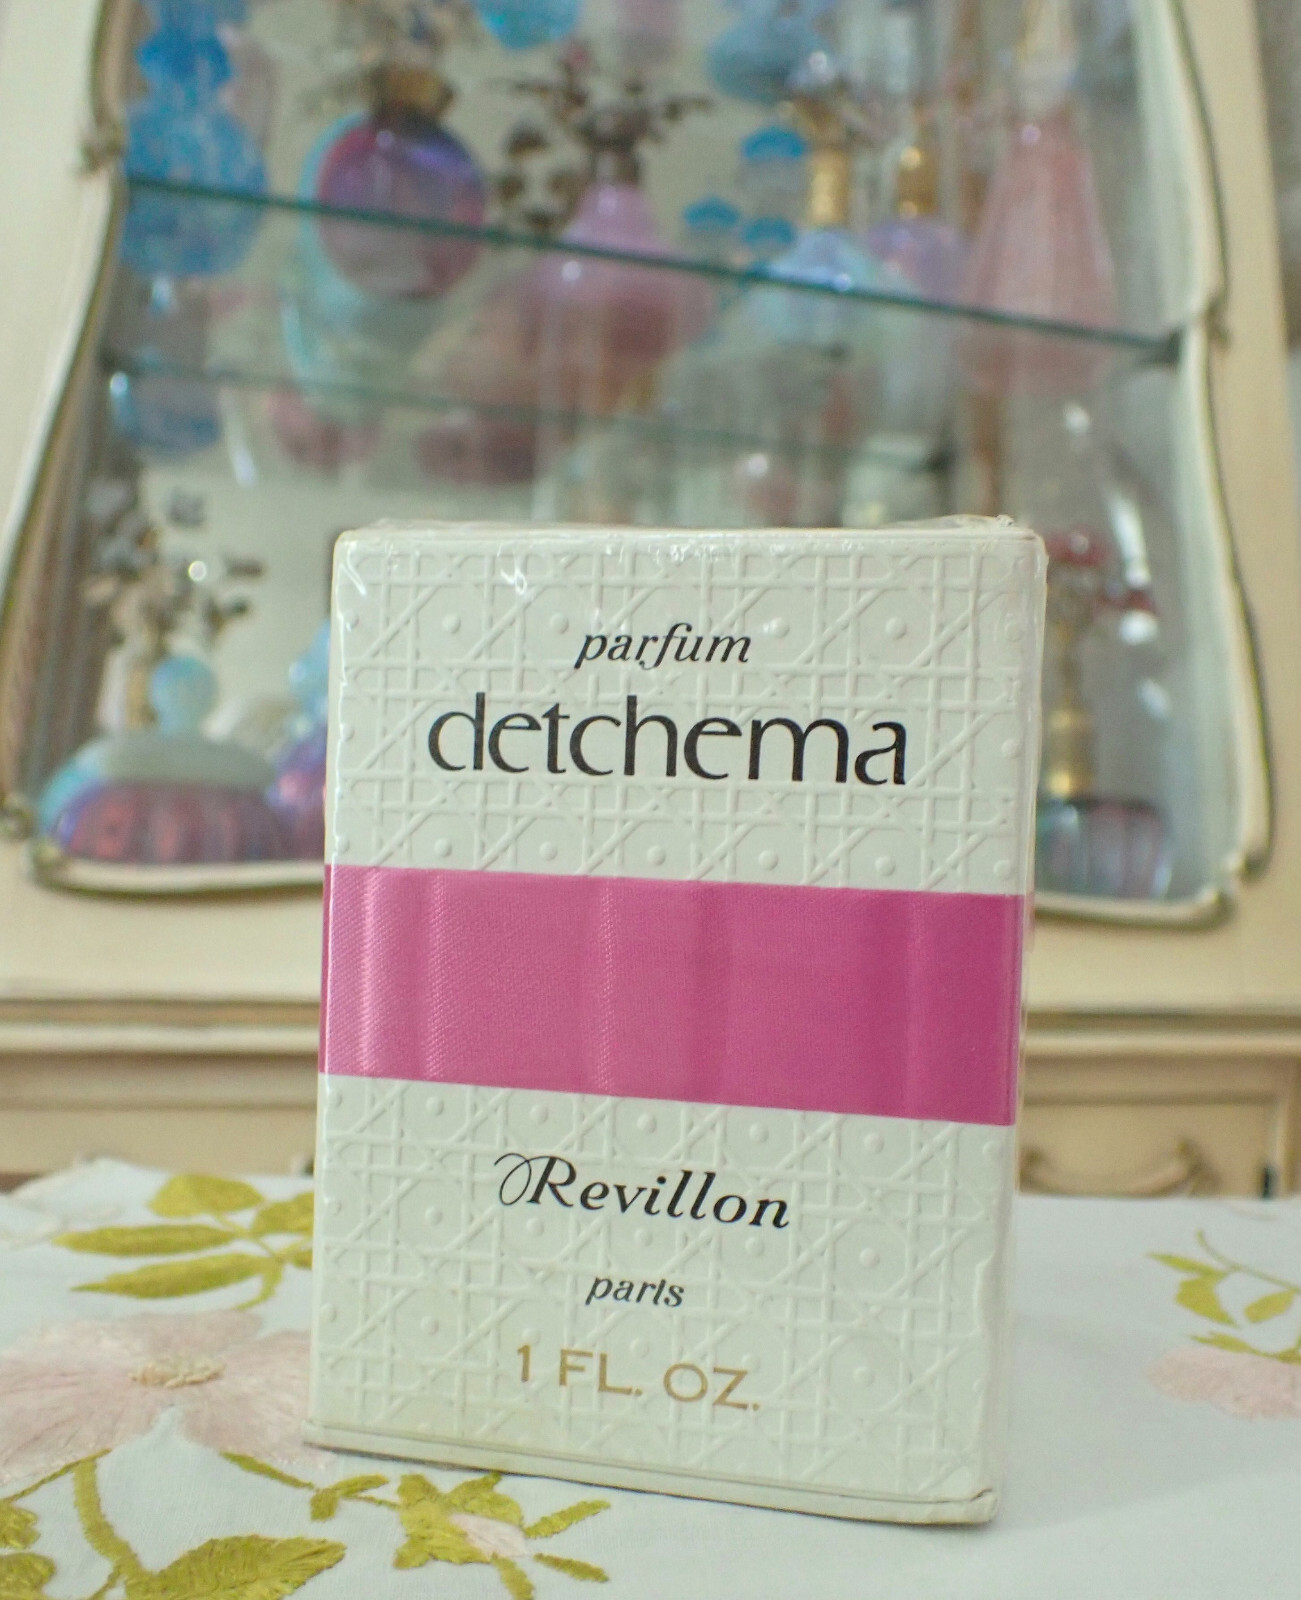 parfum
detchema
Revillon
paris
1 FL. OZ.